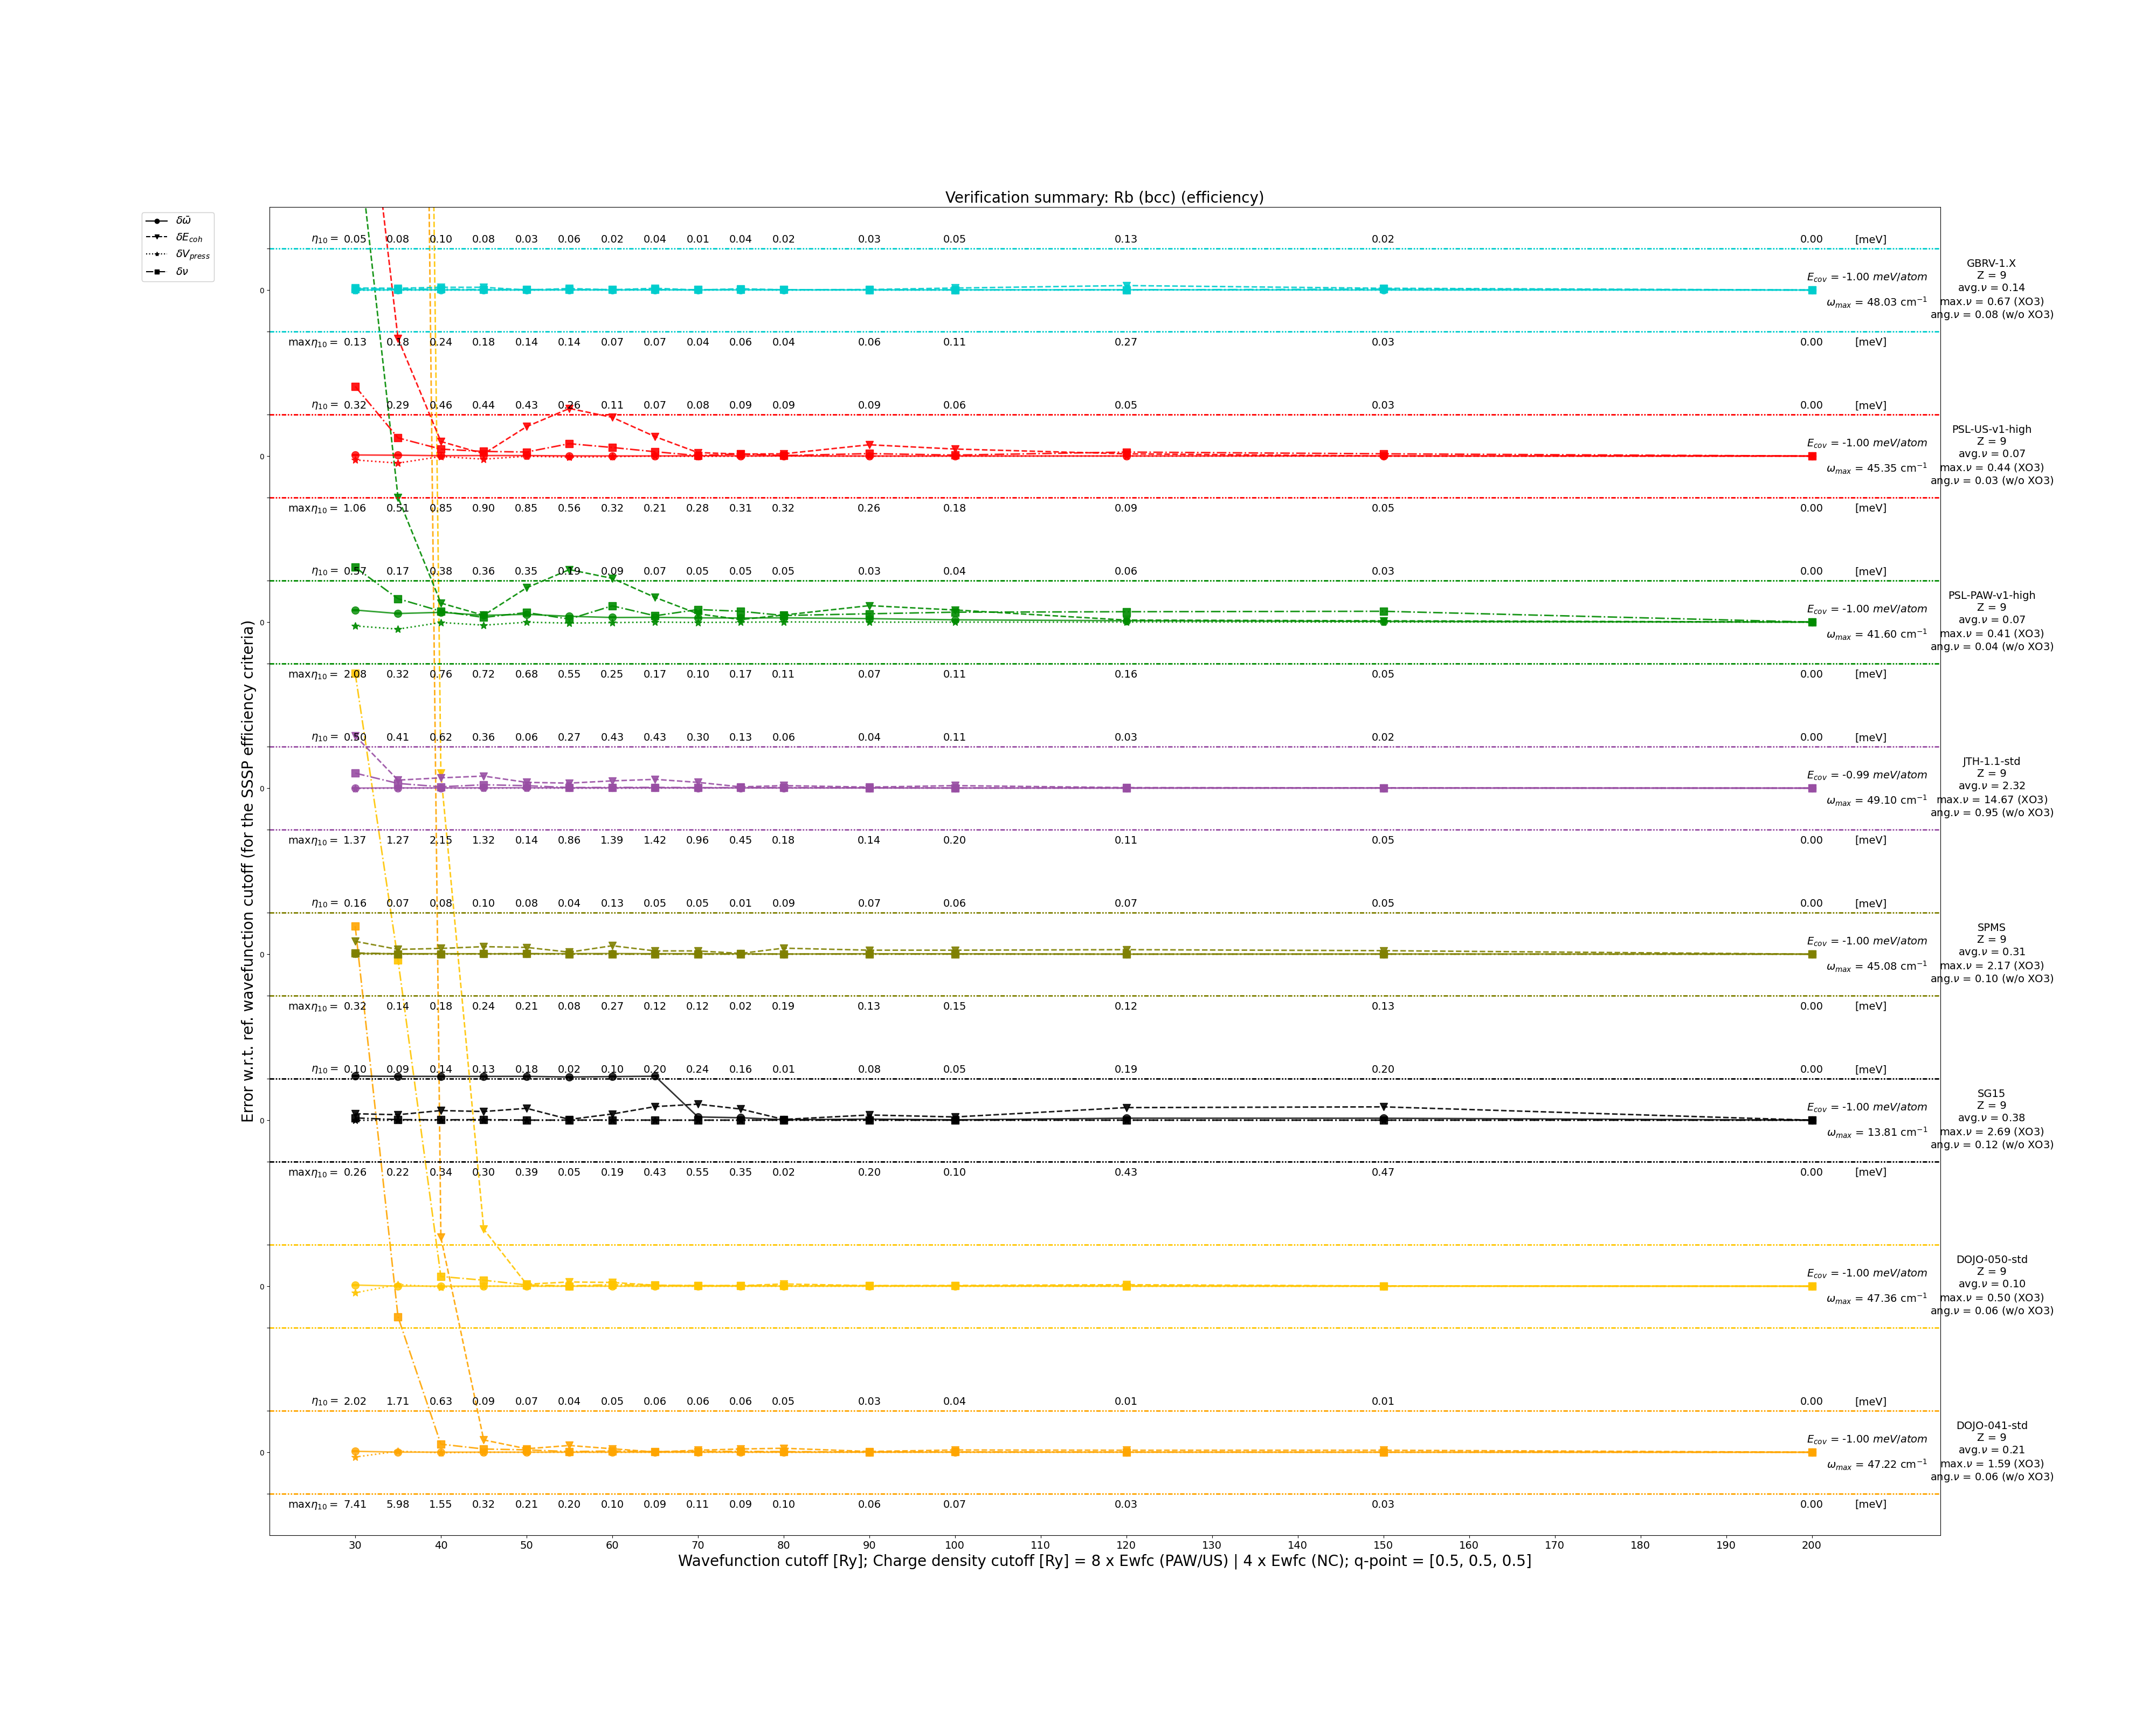 Verification summary: Rb (bcc) (efficiency)
δω̄
δE_coh
δV_press
δν
Error w.r.t. ref. wavefunction cutoff (for the SSSP efficiency criteria)
η₁₀ = 0.05 0.08 0.10 0.08 0.03 0.06 0.02 0.04 0.01 0.04 0.02 0.03 0.05 0.13 0.02 0.00 [meV]
GBRV-1.X
Z = 9
avg.ν = 0.14
max.ν = 0.67 (XO3)
ang.ν = 0.08 (w/o XO3)
0
E_cov = -1.00 meV/atom
ω_max = 48.03 cm⁻¹
maxη₁₀ = 0.13 0.18 0.24 0.18 0.14 0.14 0.07 0.07 0.04 0.06 0.04 0.06 0.11 0.27 0.03 0.00 [meV]
η₁₀ = 0.32 0.29 0.46 0.44 0.43 0.26 0.11 0.07 0.08 0.09 0.09 0.09 0.06 0.05 0.03 0.00 [meV]
PSL-US-v1-high
Z = 9
avg.ν = 0.07
max.ν = 0.44 (XO3)
ang.ν = 0.03 (w/o XO3)
0
E_cov = -1.00 meV/atom
ω_max = 45.35 cm⁻¹
maxη₁₀ = 1.06 0.51 0.85 0.90 0.85 0.56 0.32 0.21 0.28 0.31 0.32 0.26 0.18 0.09 0.05 0.00 [meV]
η₁₀ = 0.57 0.17 0.38 0.36 0.35 0.19 0.09 0.07 0.05 0.05 0.05 0.03 0.04 0.06 0.03 0.00 [meV]
PSL-PAW-v1-high
Z = 9
avg.ν = 0.07
max.ν = 0.41 (XO3)
ang.ν = 0.04 (w/o XO3)
0
E_cov = -1.00 meV/atom
ω_max = 41.60 cm⁻¹
maxη₁₀ = 2.08 0.32 0.76 0.72 0.68 0.55 0.25 0.17 0.10 0.17 0.11 0.07 0.11 0.16 0.05 0.00 [meV]
η₁₀ = 0.50 0.41 0.62 0.36 0.06 0.27 0.43 0.43 0.30 0.13 0.06 0.04 0.11 0.03 0.02 0.00 [meV]
JTH-1.1-std
Z = 9
avg.ν = 2.32
max.ν = 14.67 (XO3)
ang.ν = 0.95 (w/o XO3)
0
E_cov = -0.99 meV/atom
ω_max = 49.10 cm⁻¹
maxη₁₀ = 1.37 1.27 2.15 1.32 0.14 0.86 1.39 1.42 0.96 0.45 0.18 0.14 0.20 0.11 0.05 0.00 [meV]
η₁₀ = 0.16 0.07 0.08 0.10 0.08 0.04 0.13 0.05 0.05 0.01 0.09 0.07 0.06 0.07 0.05 0.00 [meV]
SPMS
Z = 9
avg.ν = 0.31
max.ν = 2.17 (XO3)
ang.ν = 0.10 (w/o XO3)
0
E_cov = -1.00 meV/atom
ω_max = 45.08 cm⁻¹
maxη₁₀ = 0.32 0.14 0.18 0.24 0.21 0.08 0.27 0.12 0.12 0.02 0.19 0.13 0.15 0.12 0.13 0.00 [meV]
η₁₀ = 0.10 0.09 0.14 0.13 0.18 0.02 0.10 0.20 0.24 0.16 0.01 0.08 0.05 0.19 0.20 0.00 [meV]
SG15
Z = 9
avg.ν = 0.38
max.ν = 2.69 (XO3)
ang.ν = 0.12 (w/o XO3)
0
E_cov = -1.00 meV/atom
ω_max = 13.81 cm⁻¹
maxη₁₀ = 0.26 0.22 0.34 0.30 0.39 0.05 0.19 0.43 0.55 0.35 0.02 0.20 0.10 0.43 0.47 0.00 [meV]
DOJO-050-std
Z = 9
avg.ν = 0.10
max.ν = 0.50 (XO3)
ang.ν = 0.06 (w/o XO3)
0
E_cov = -1.00 meV/atom
ω_max = 47.36 cm⁻¹
η₁₀ = 2.02 1.71 0.63 0.09 0.07 0.04 0.05 0.06 0.06 0.06 0.05 0.03 0.04 0.01 0.01 0.00 [meV]
DOJO-041-std
Z = 9
avg.ν = 0.21
max.ν = 1.59 (XO3)
ang.ν = 0.06 (w/o XO3)
0
E_cov = -1.00 meV/atom
ω_max = 47.22 cm⁻¹
maxη₁₀ = 7.41 5.98 1.55 0.32 0.21 0.20 0.10 0.09 0.11 0.09 0.10 0.06 0.07 0.03 0.03 0.00 [meV]
30 40 50 60 70 80 90 100 110 120 130 140 150 160 170 180 190 200
Wavefunction cutoff [Ry]; Charge density cutoff [Ry] = 8 x Ewfc (PAW/US) | 4 x Ewfc (NC); q-point = [0.5, 0.5, 0.5]